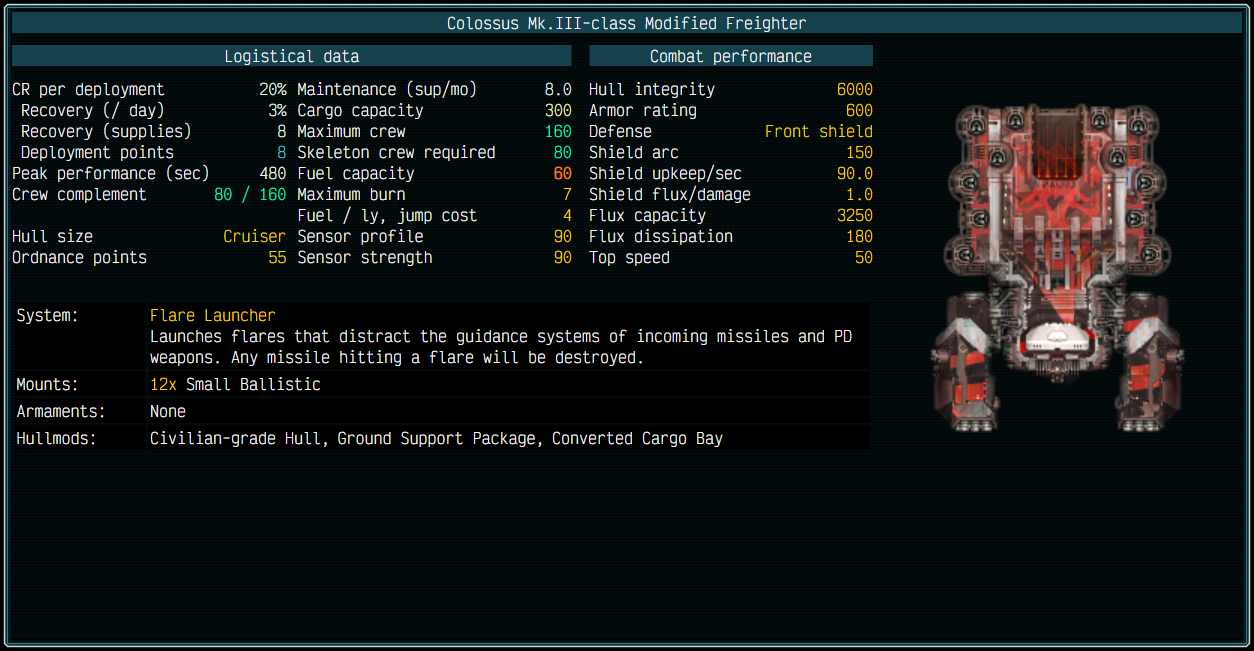 Colossus Mk.III-class Modified Freighter
Logistical data
CR per deployment 20% Maintenance (sup/mo) 8.0
Recovery (/ day) 3% Cargo capacity 300
Recovery (supplies) 8 Maximum crew 160
Deployment points 8 Skeleton crew required 80
Peak performance (sec) 480 Fuel capacity 60
Crew complement 80 / 160 Maximum burn 7
Fuel / ly, jump cost 4
Hull size Cruiser Sensor profile 90
Ordnance points 55 Sensor strength 90
Combat performance
Hull integrity 6000
Armor rating 600
Defense Front shield
Shield arc 150
Shield upkeep/sec 90.0
Shield flux/damage 1.0
Flux capacity 3250
Flux dissipation 180
Top speed 50
System: Flare Launcher
Launches flares that distract the guidance systems of incoming missiles and PD
weapons. Any missile hitting a flare will be destroyed.
Mounts: 12x Small Ballistic
Armaments: None
Hullmods: Civilian-grade Hull, Ground Support Package, Converted Cargo Bay